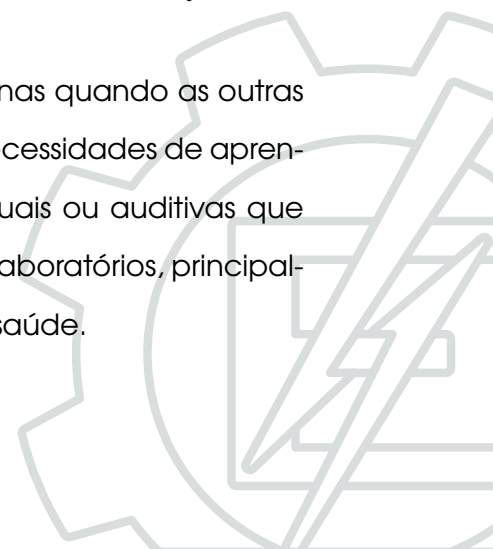 nas quando as outras
cessidades de apren-
uais ou auditivas que
aboratórios, principal-
saúde.